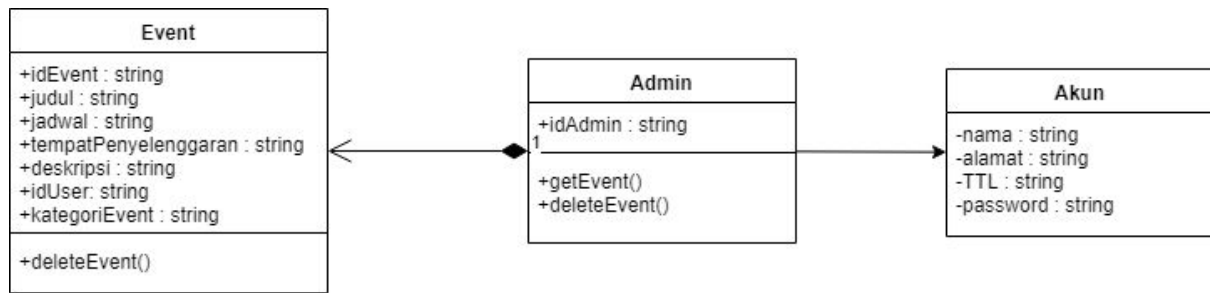 Event
+idEvent : string
+judul : string
+jadwal : string
+tempatPenyelenggaran : string
+deskripsi : string
+idUser: string
+kategoriEvent : string
+deleteEvent()
Admin
+idAdmin : string
1
+getEvent()
+deleteEvent()
Akun
-nama : string
-alamat : string
-TTL : string
-password : string